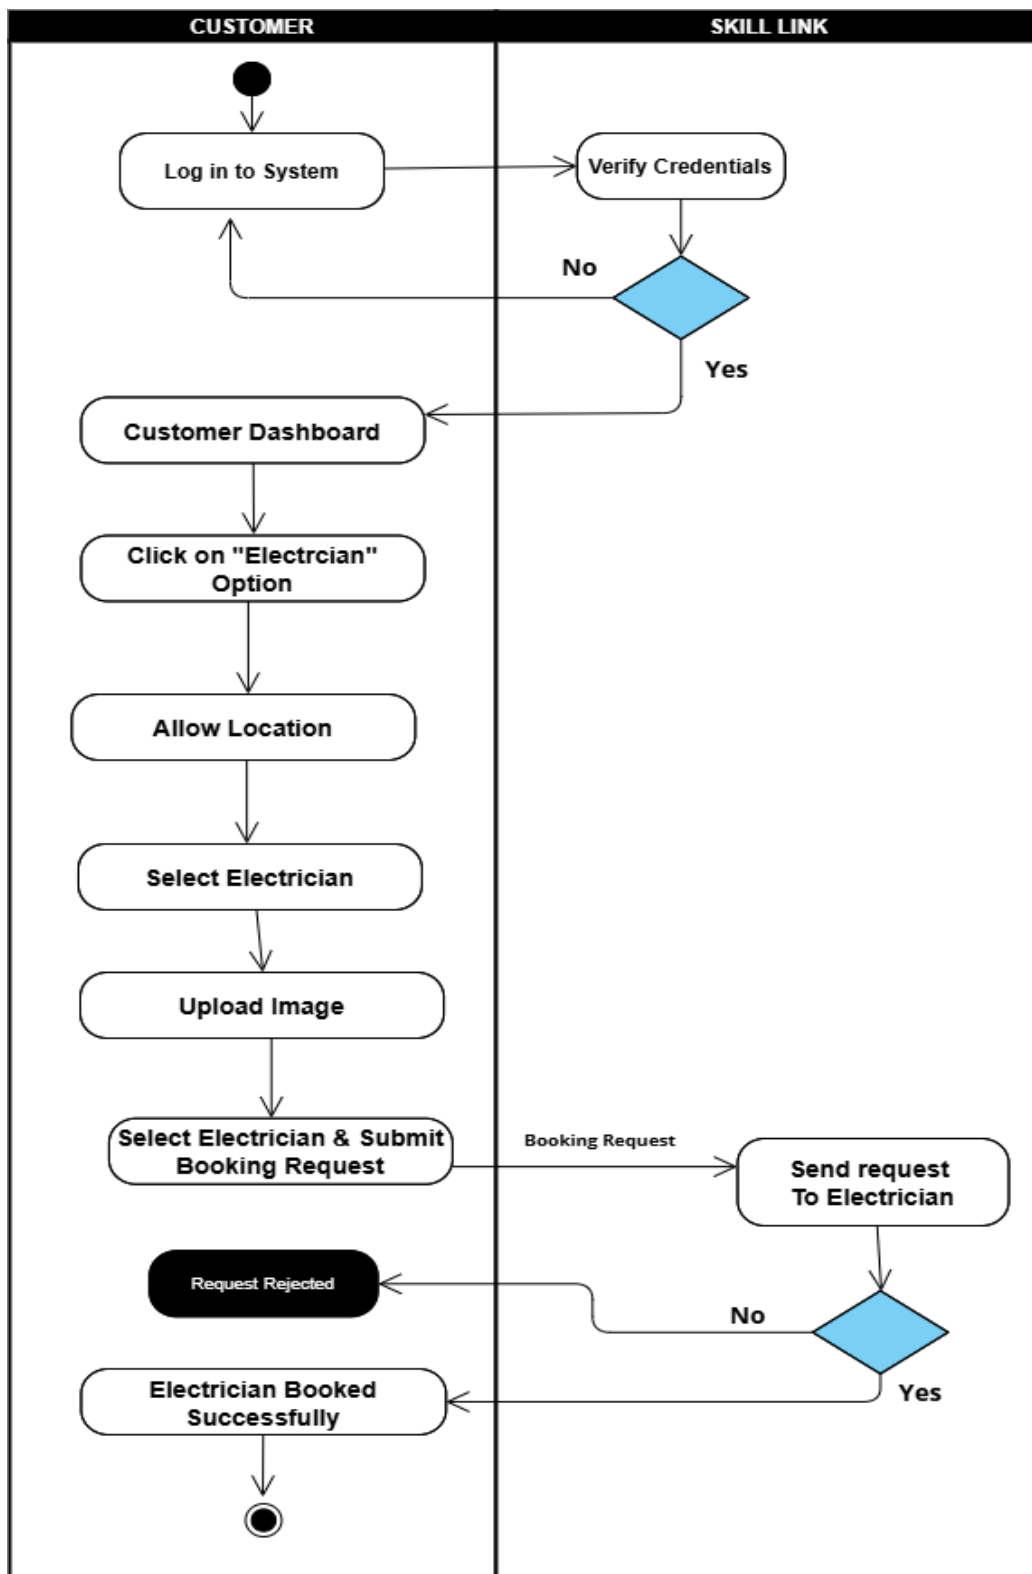 CUSTOMER
SKILL LINK
Log in to System
Verify Credentials
No
Yes
Customer Dashboard
Click on "Electrcian"
Option
Allow Location
Select Electrician
Upload Image
Select Electrician & Submit
Booking Request
Booking Request
Send request
To Electrician
Request Rejected
No
Yes
Electrician Booked
Successfully